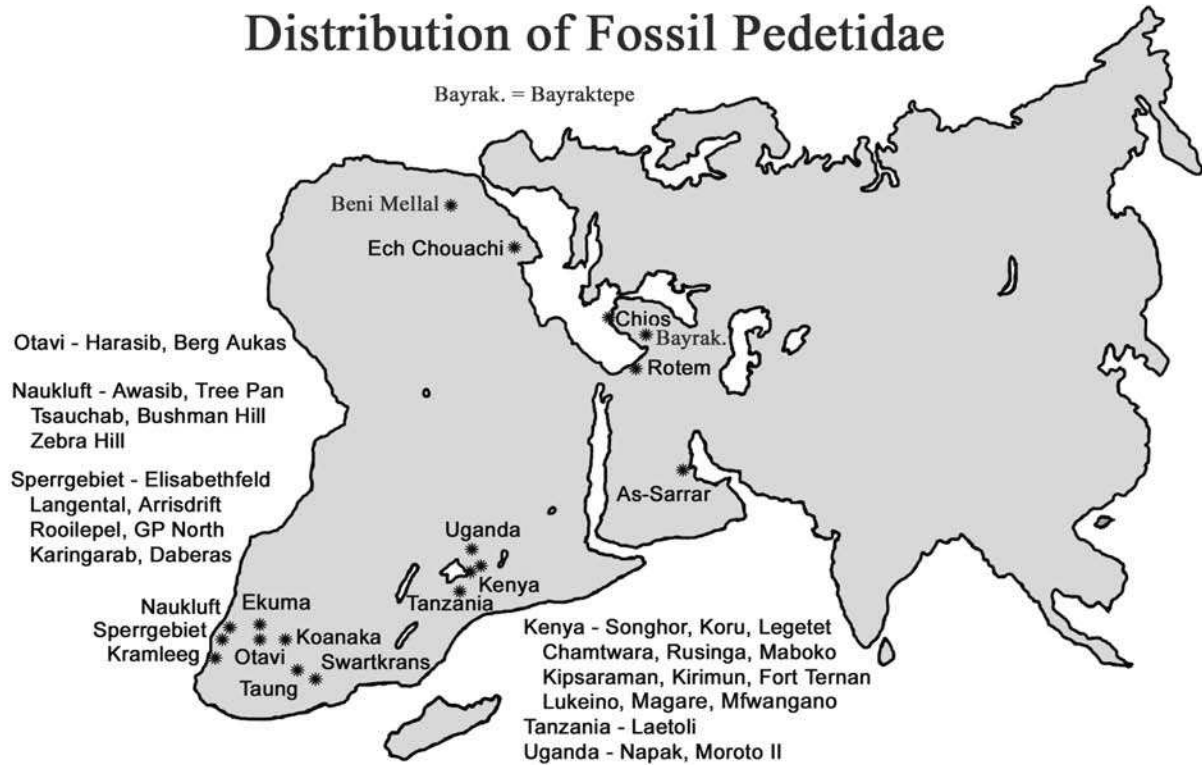 Distribution of Fossil Pedetidae
Bayrak. = Bayraktepe
Beni Mellal
Ech Chouachi
Chios
Bayrak.
Rotem
As-Sarrar
Otavi - Harasib, Berg Aukas
Naukluft - Awasib, Tree Pan
Tsauchab, Bushman Hill
Zebra Hill
Sperrgebiet - Elisabethfeld
Langental, Arrisdrift
Rooilepel, GP North
Karingarab, Daberas
Uganda
Kenya
Tanzania
Naukluft
Sperrgebiet
Kramleeg
Ekuma
Otavi
Koanaka
Swartkrans
Taung
Kenya - Songhor, Koru, Legetet
Chamtwara, Rusinga, Maboko
Kipsaraman, Kirimun, Fort Ternan
Lukeino, Magare, Mfwangano
Tanzania - Laetoli
Uganda - Napak, Moroto II